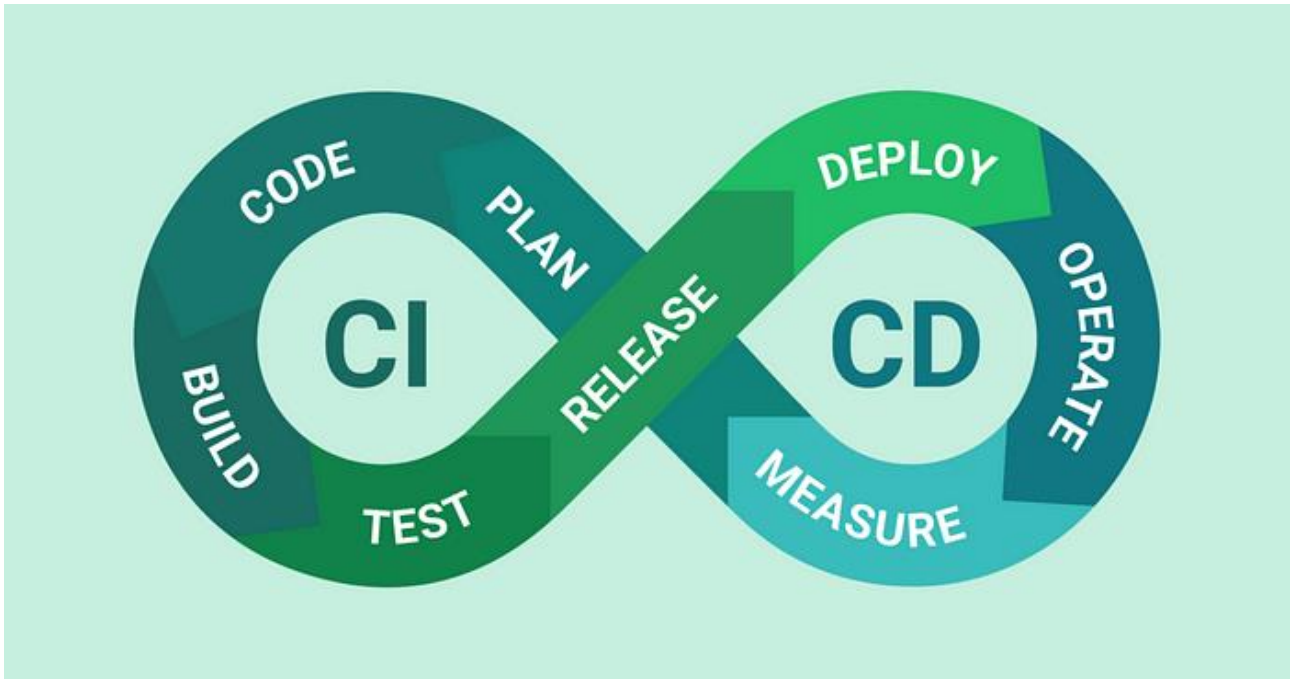 CODE
PLAN
BUILD
TEST
RELEASE
DEPLOY
OPERATE
MEASURE
CI
CD